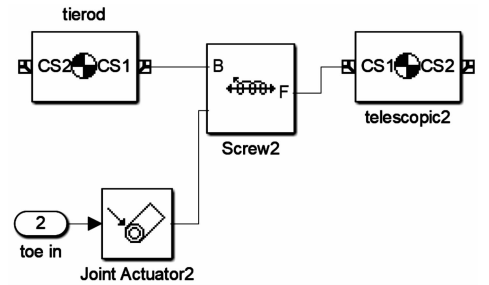 tierod
CS2 CS1
B
F
Screw2
CS1 CS2
telescopic2
2
toe in
Joint Actuator2